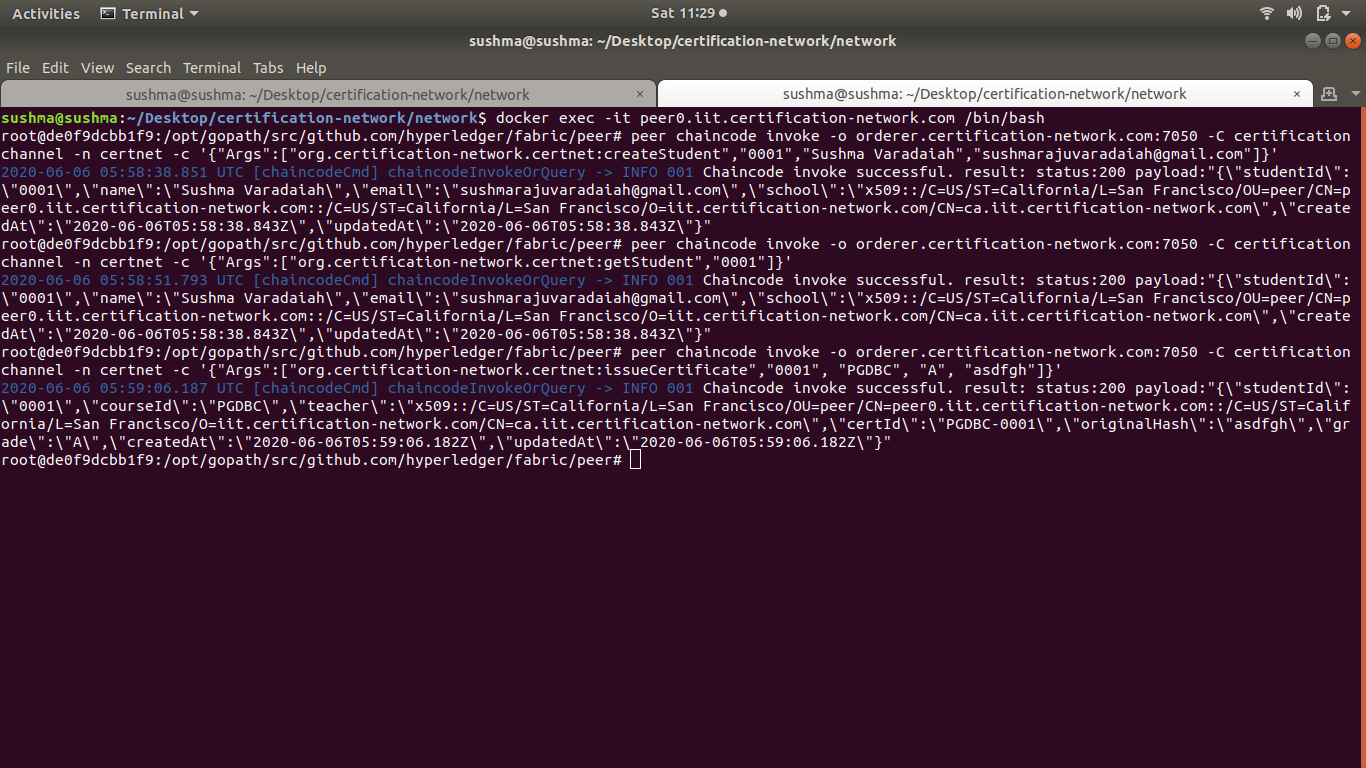 Activities Terminal Sat 11:29
sushma@sushma: ~/Desktop/certification-network/network
File Edit View Search Terminal Tabs Help
sushma@sushma: ~/Desktop/certification-network/network × sushma@sushma: ~/Desktop/certification-network/network ×
sushma@sushma:~/Desktop/certification-network/network$ docker exec -it peer0.iit.certification-network.com /bin/bash
root@de0f9dcbb1f9:/opt/gopath/src/github.com/hyperledger/fabric/peer# peer chaincode invoke -o orderer.certification-network.com:7050 -C certification
channel -n certnet -c '{"Args":["org.certification-network.certnet:createStudent","0001","Sushma Varadaiah","sushmarajuvaradaiah@gmail.com"]}'
2020-06-06 05:58:38.851 UTC [chaincodeCmd] chaincodeInvokeOrQuery -> INFO 001 Chaincode invoke successful. result: status:200 payload:"{\"studentId\":
\"0001\",\"name\":\"Sushma Varadaiah\",\"email\":\"sushmarajuvaradaiah@gmail.com\",\"school\":\"x509::/C=US/ST=California/L=San Francisco/OU=peer/CN=p
eer0.iit.certification-network.com::/C=US/ST=California/L=San Francisco/O=iit.certification-network.com/CN=ca.iit.certification-network.com\",\"create
dAt\":\"2020-06-06T05:58:38.843Z\",\"updatedAt\":\"2020-06-06T05:58:38.843Z\"}"
root@de0f9dcbb1f9:/opt/gopath/src/github.com/hyperledger/fabric/peer# peer chaincode invoke -o orderer.certification-network.com:7050 -C certification
channel -n certnet -c '{"Args":["org.certification-network.certnet:getStudent","0001"]}'
2020-06-06 05:58:51.793 UTC [chaincodeCmd] chaincodeInvokeOrQuery -> INFO 001 Chaincode invoke successful. result: status:200 payload:"{\"studentId\":
\"0001\",\"name\":\"Sushma Varadaiah\",\"email\":\"sushmarajuvaradaiah@gmail.com\",\"school\":\"x509::/C=US/ST=California/L=San Francisco/OU=peer/CN=p
eer0.iit.certification-network.com::/C=US/ST=California/L=San Francisco/O=iit.certification-network.com/CN=ca.iit.certification-network.com\",\"create
dAt\":\"2020-06-06T05:58:38.843Z\",\"updatedAt\":\"2020-06-06T05:58:38.843Z\"}"
root@de0f9dcbb1f9:/opt/gopath/src/github.com/hyperledger/fabric/peer# peer chaincode invoke -o orderer.certification-network.com:7050 -C certification
channel -n certnet -c '{"Args":["org.certification-network.certnet:issueCertificate","0001", "PGDBC", "A", "asdfgh"]}'
2020-06-06 05:59:06.187 UTC [chaincodeCmd] chaincodeInvokeOrQuery -> INFO 001 Chaincode invoke successful. result: status:200 payload:"{\"studentId\":
\"0001\",\"courseId\":\"PGDBC\",\"teacher\":\"x509::/C=US/ST=California/L=San Francisco/OU=peer/CN=peer0.iit.certification-network.com::/C=US/ST=Calif
ornia/L=San Francisco/O=iit.certification-network.com/CN=ca.iit.certification-network.com\",\"certId\":\"PGDBC-0001\",\"originalHash\":\"asdfgh\",\"gr
ade\":\"A\",\"createdAt\":\"2020-06-06T05:59:06.182Z\",\"updatedAt\":\"2020-06-06T05:59:06.182Z\"}"
root@de0f9dcbb1f9:/opt/gopath/src/github.com/hyperledger/fabric/peer#